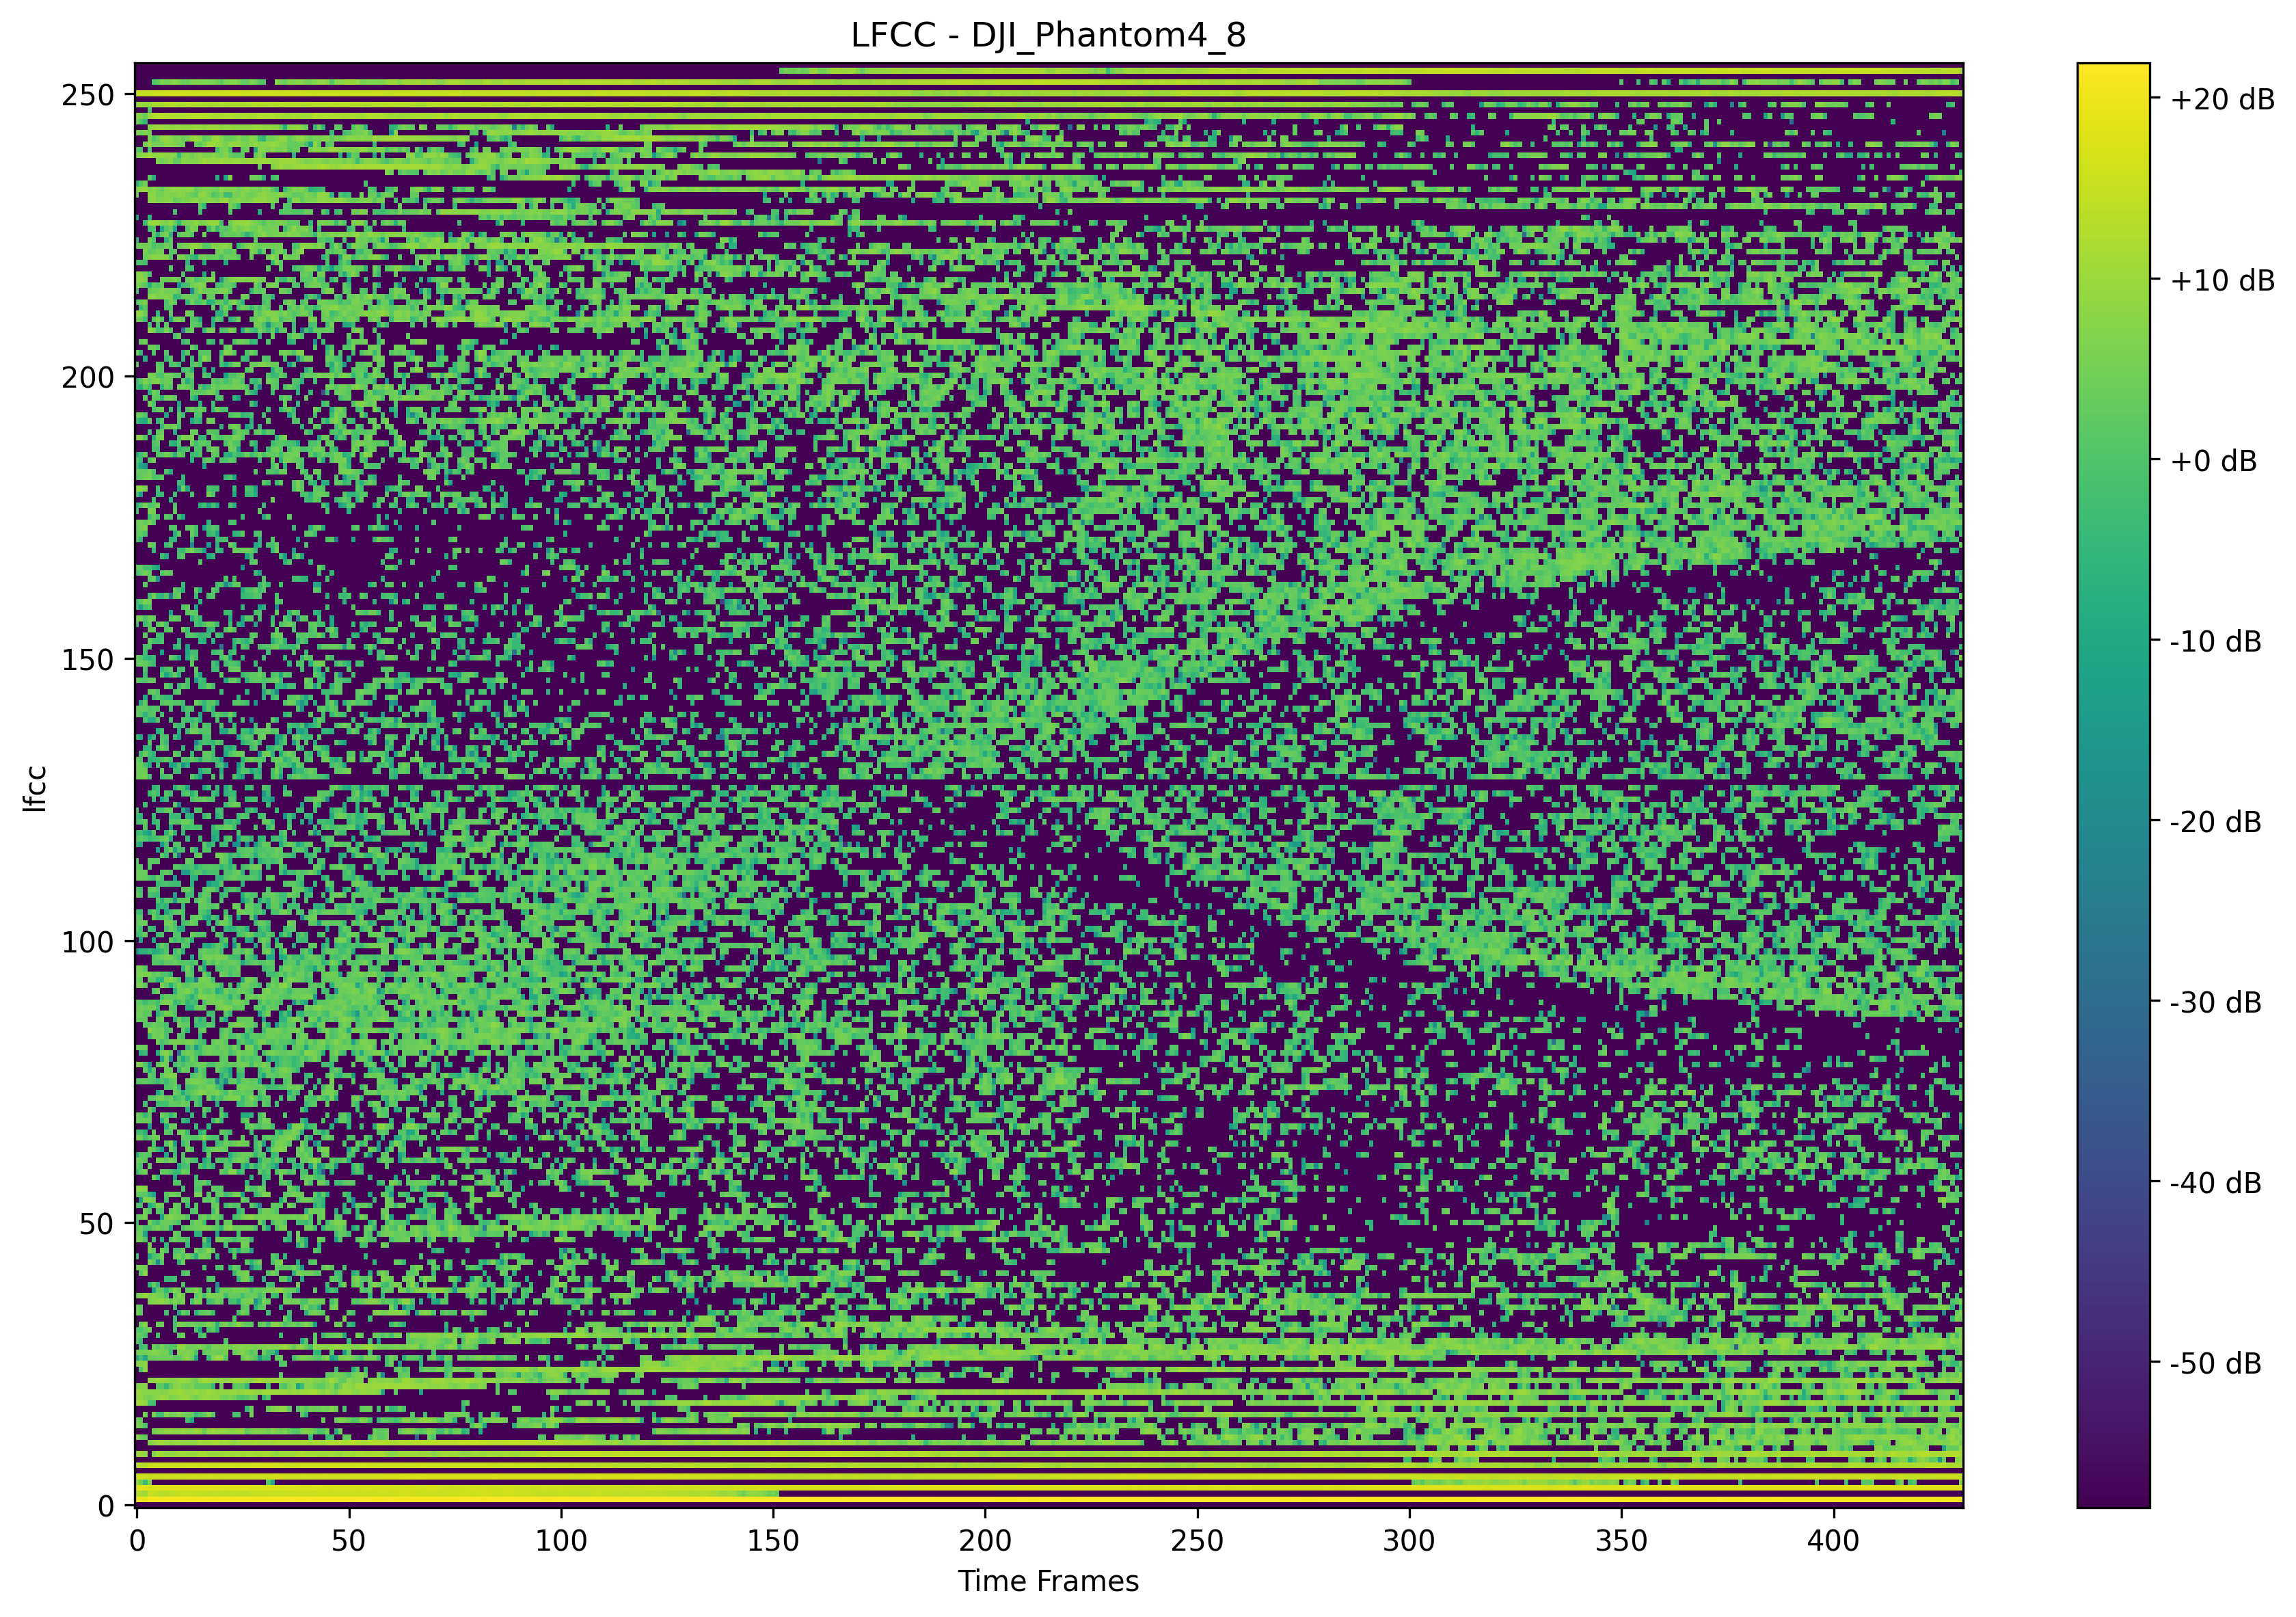 LFCC - DJI_Phantom4_8
250
200
150
100
50
0
lfcc
0 50 100 150 200 250 300 350 400
Time Frames
+20 dB
+10 dB
+0 dB
-10 dB
-20 dB
-30 dB
-40 dB
-50 dB